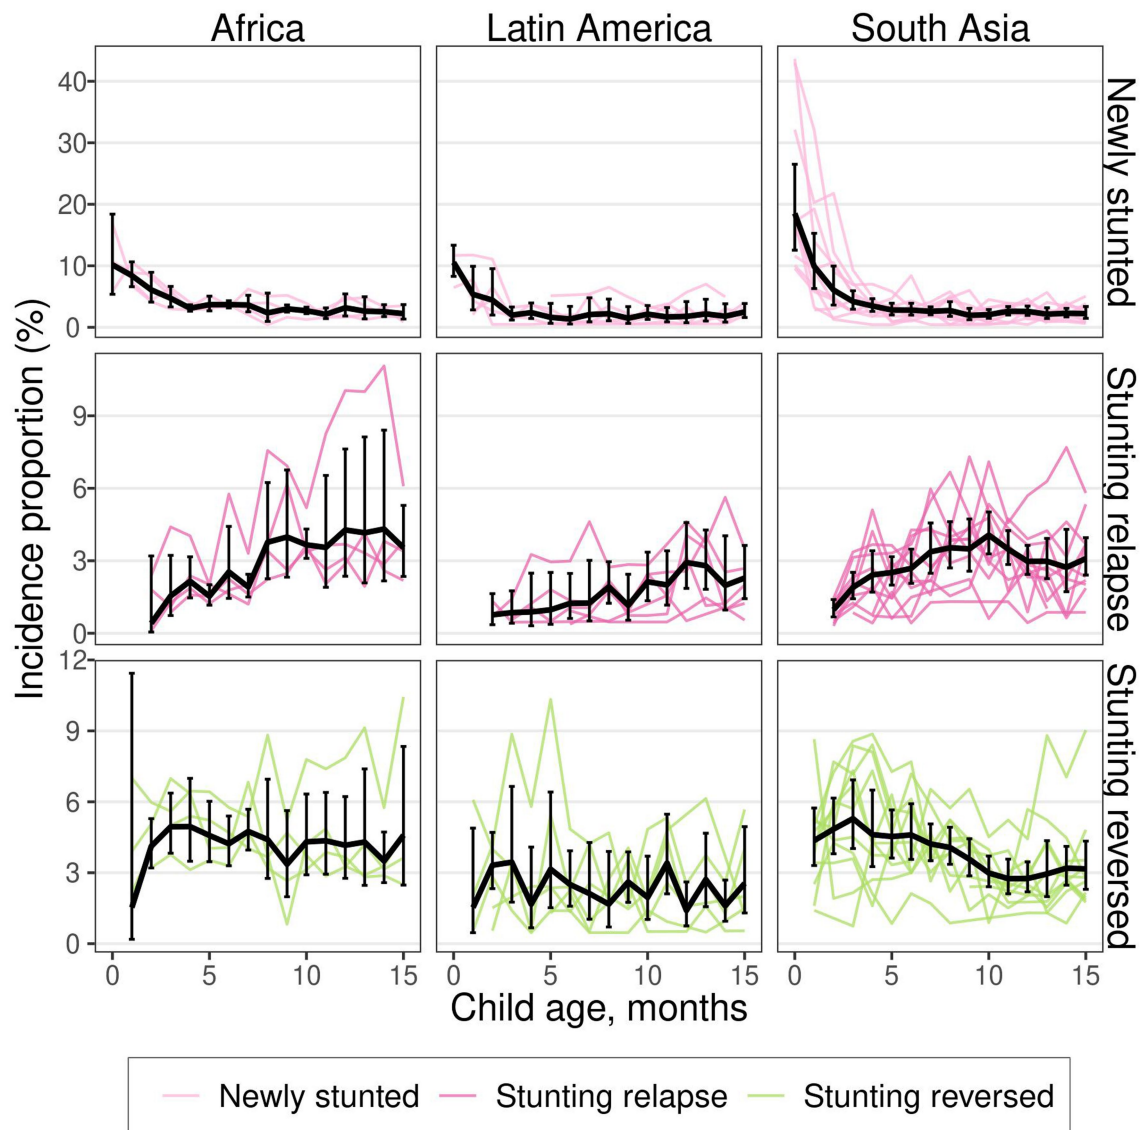 Africa Latin America South Asia
40
30
20
10
0
Newly stunted
Incidence proportion (%)
9
6
3
0
Stunting relapse
12
9
6
3
0
Stunting reversed
0 5 10 15 0 5 10 15 0 5 10 15
Child age, months
Newly stunted Stunting relapse Stunting reversed